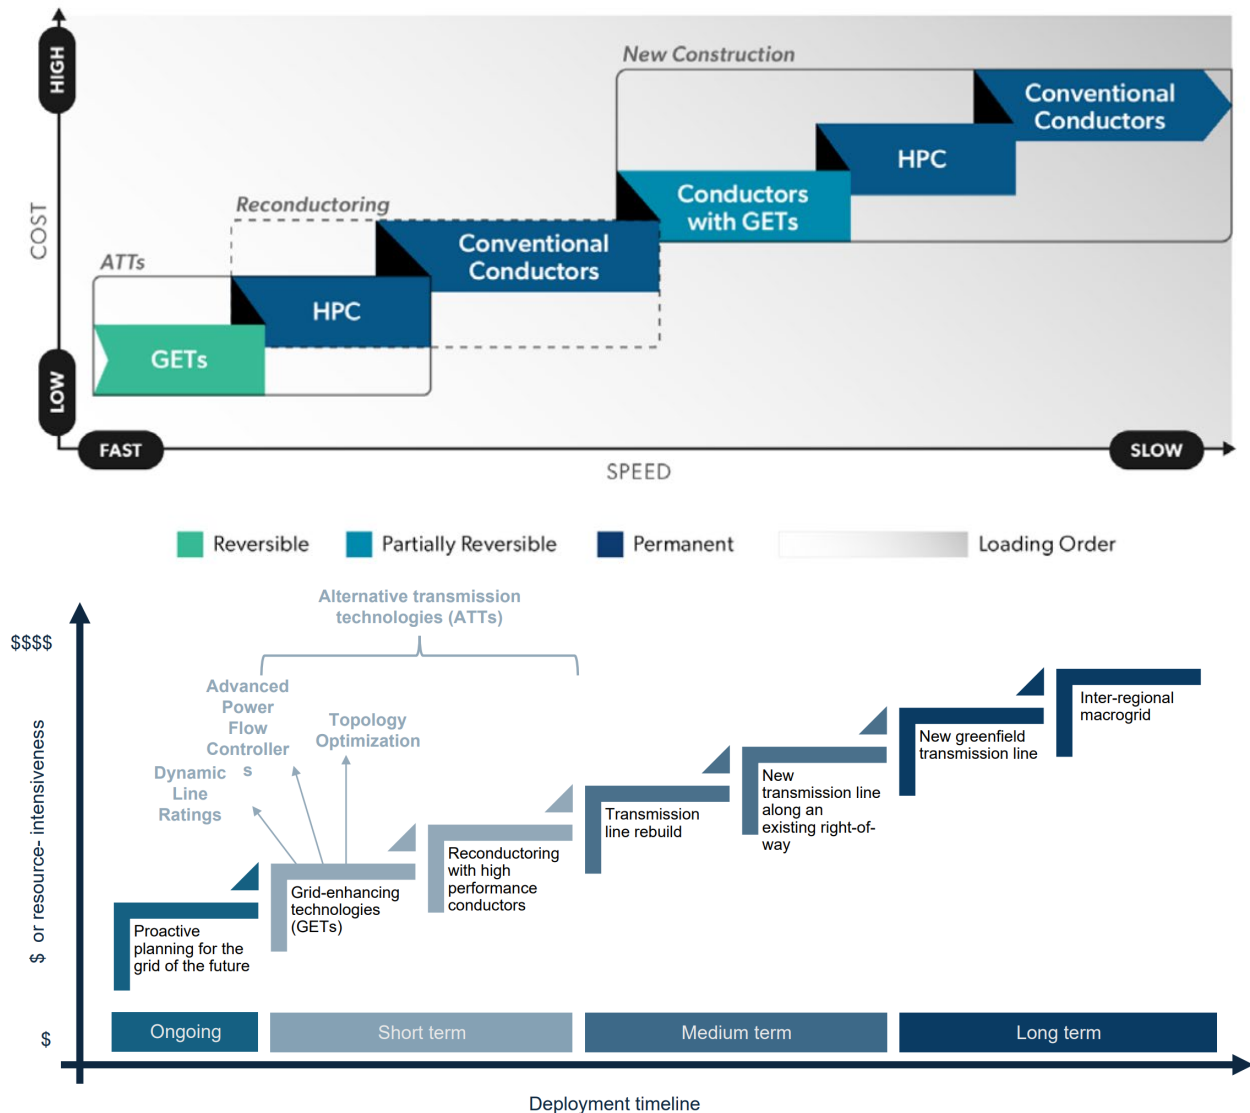 HIGH
New Construction
Conventional
Conductors
HPC
Conductors
with GETs
Reconductoring
Conventional
Conductors
COST
ATTs
HPC
GETs
LOW
FAST
SPEED
SLOW
Reversible
Partially Reversible
Permanent
Loading Order
Alternative transmission
technologies (ATTs)
$$$$
Advanced
Power
Flow
Controller
s
Topology
Optimization
Dynamic
Line
Ratings
Inter-regional
macrogrid
New greenfield
transmission line
New
transmission line
along an
existing right-of-
way
Transmission
line rebuild
Reconductoring
with high
performance
conductors
Grid-enhancing
technologies
(GETs)
Proactive
planning for the
grid of the future
$ or resource- intensiveness
$
Ongoing
Short term
Medium term
Long term
Deployment timeline